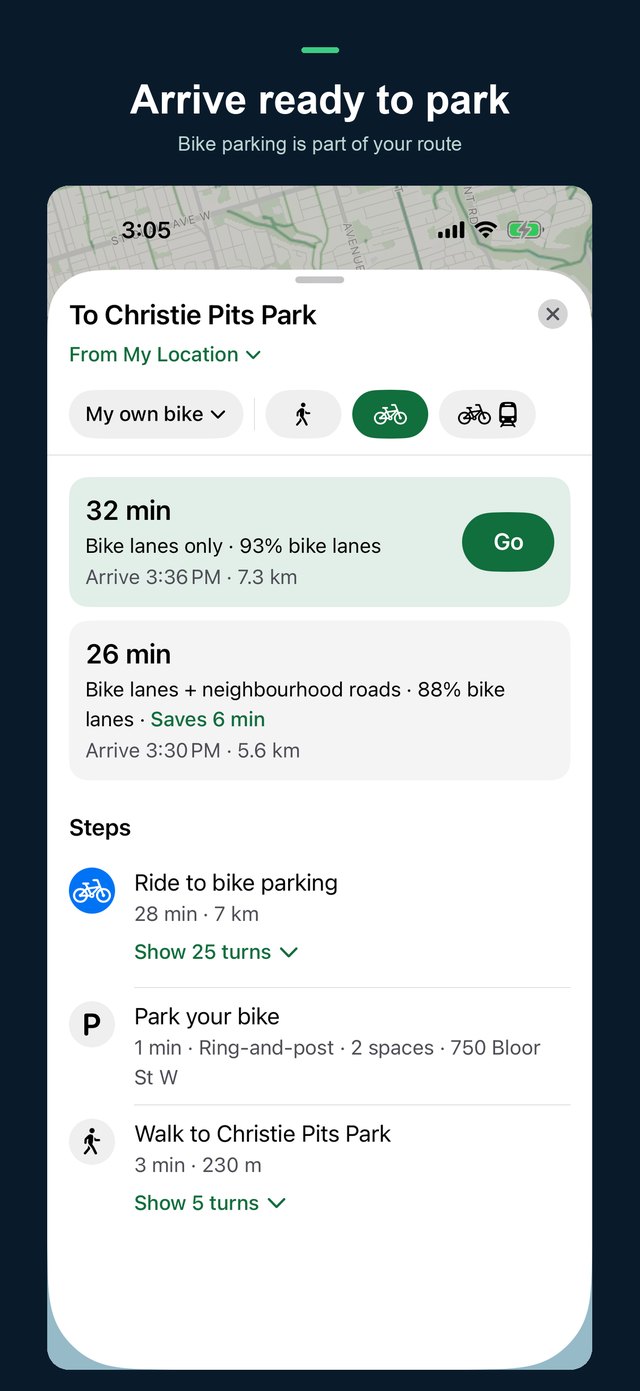 Arrive ready to park
Bike parking is part of your route
3:05
AVE W
AVENUE
NT RD
To Christie Pits Park
From My Location
My own bike
32 min
Bike lanes only · 93% bike lanes
Arrive 3:36 PM · 7.3 km
Go
26 min
Bike lanes + neighbourhood roads · 88% bike
lanes · Saves 6 min
Arrive 3:30 PM · 5.6 km
Steps
Ride to bike parking
28 min · 7 km
Show 25 turns
P
Park your bike
1 min · Ring-and-post · 2 spaces · 750 Bloor
St W
Walk to Christie Pits Park
3 min · 230 m
Show 5 turns